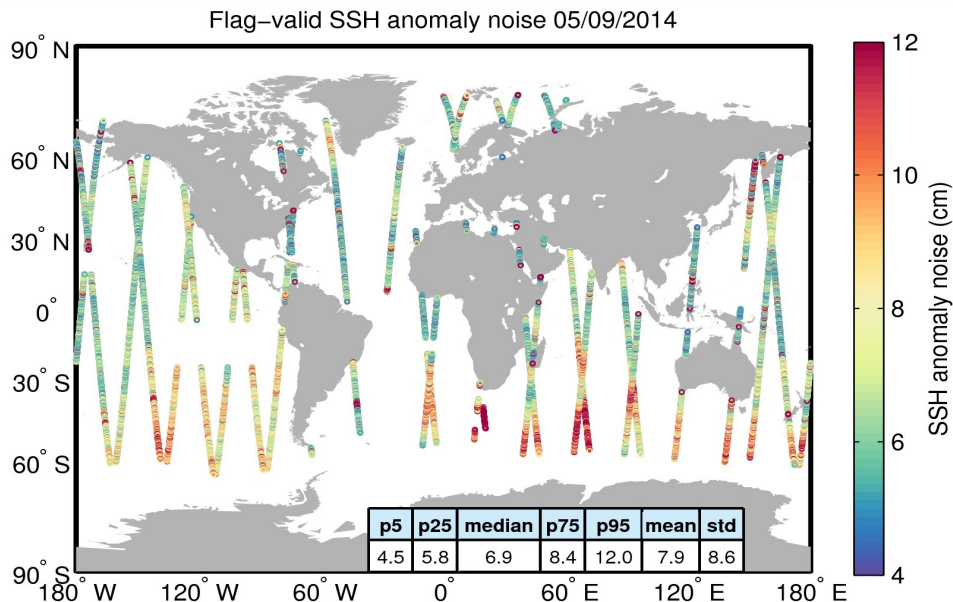 Flag−valid SSH anomaly noise 05/09/2014
90° N
60° N
30° N
0°
30° S
60° S
90° S
180° W
120° W
60° W
0°
60° E
120° E
180° E
p5 p25 median p75 p95 mean std
4.5 5.8 6.9 8.4 12.0 7.9 8.6
12
10
8
6
4
SSH anomaly noise (cm)